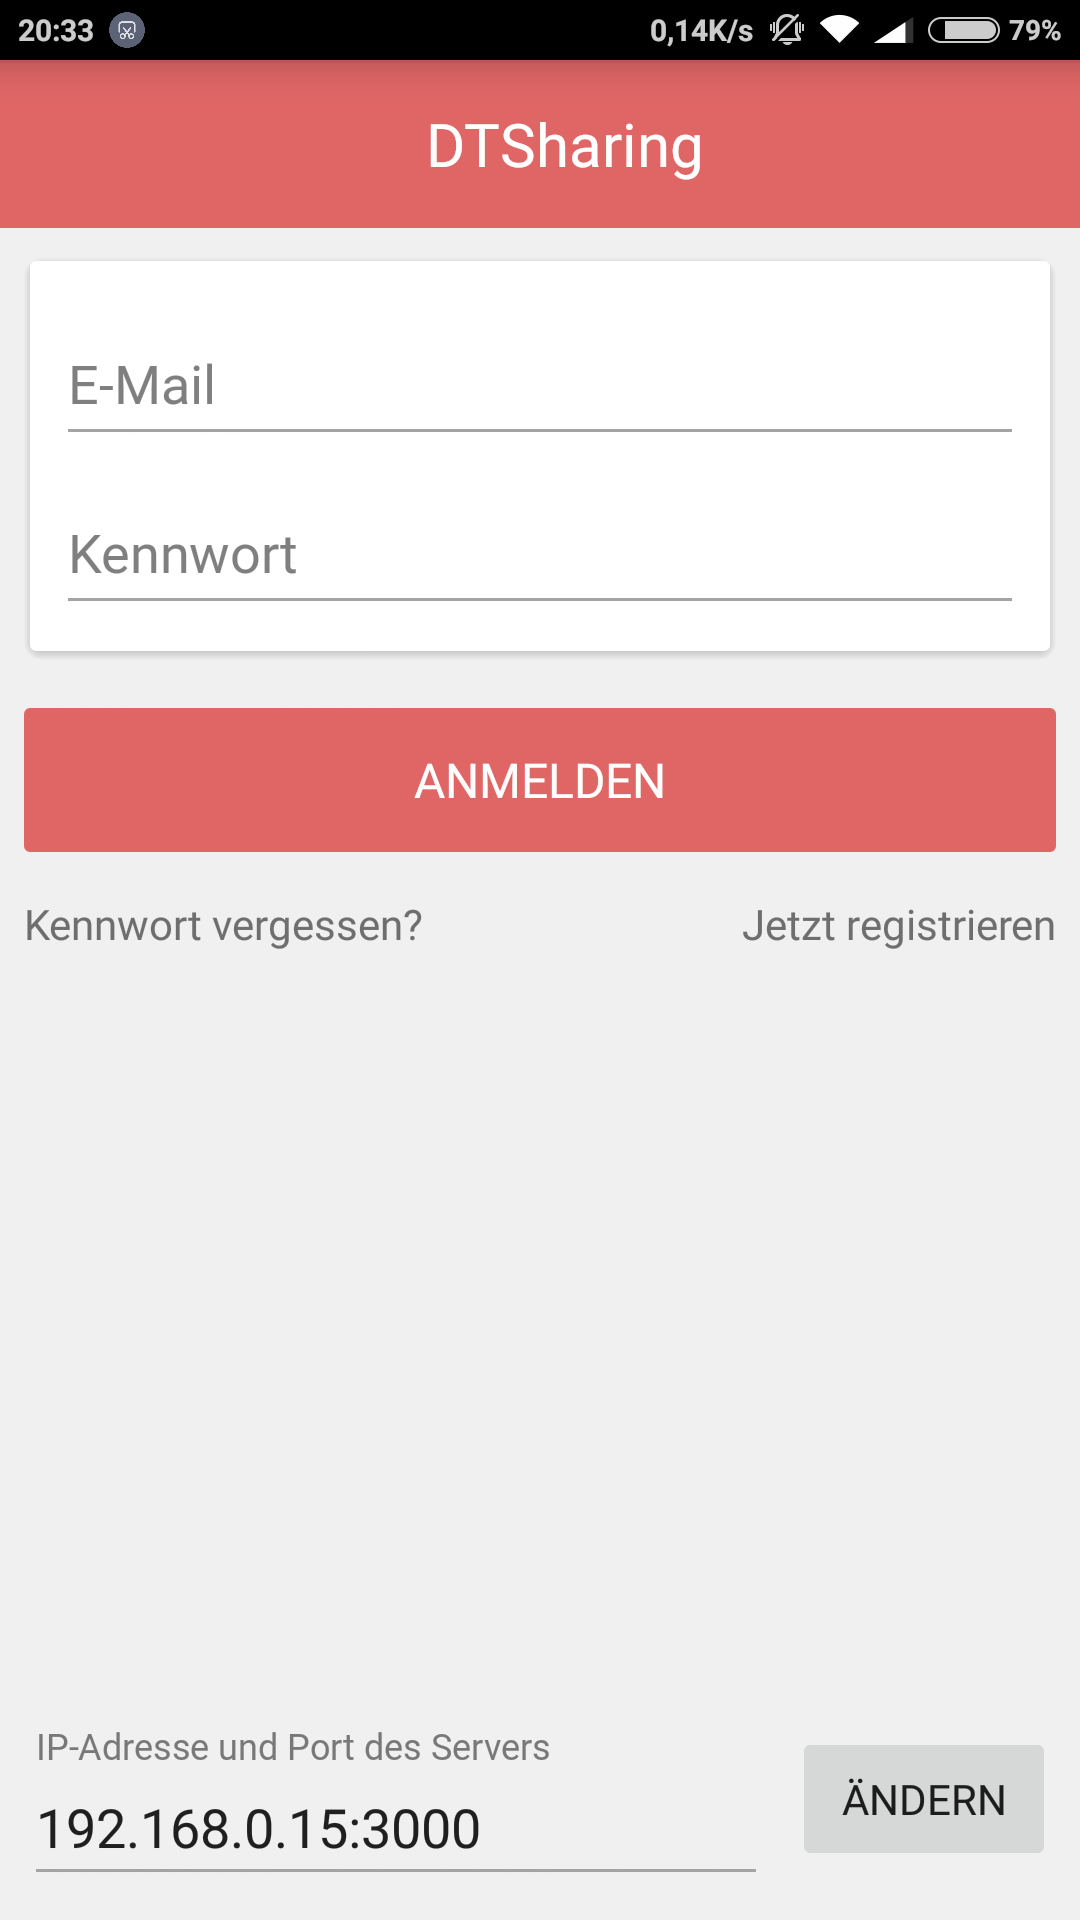 20:33 0,14K/s 79%
DTSharing
E-Mail
Kennwort
ANMELDEN
Kennwort vergessen? Jetzt registrieren
IP-Adresse und Port des Servers
192.168.0.15:3000
ÄNDERN